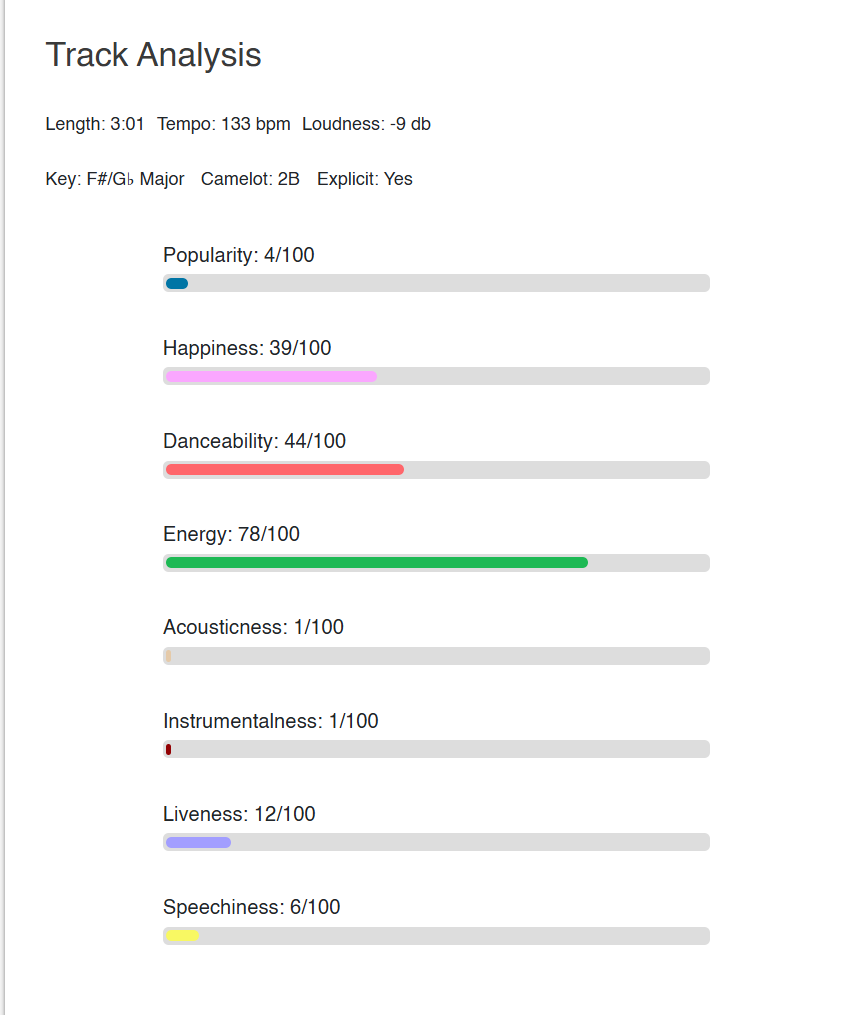 Track Analysis
Length: 3:01 Tempo: 133 bpm Loudness: -9 db
Key: F#/G♭ Major Camelot: 2B Explicit: Yes
Popularity: 4/100
Happiness: 39/100
Danceability: 44/100
Energy: 78/100
Acousticness: 1/100
Instrumentalness: 1/100
Liveness: 12/100
Speechiness: 6/100